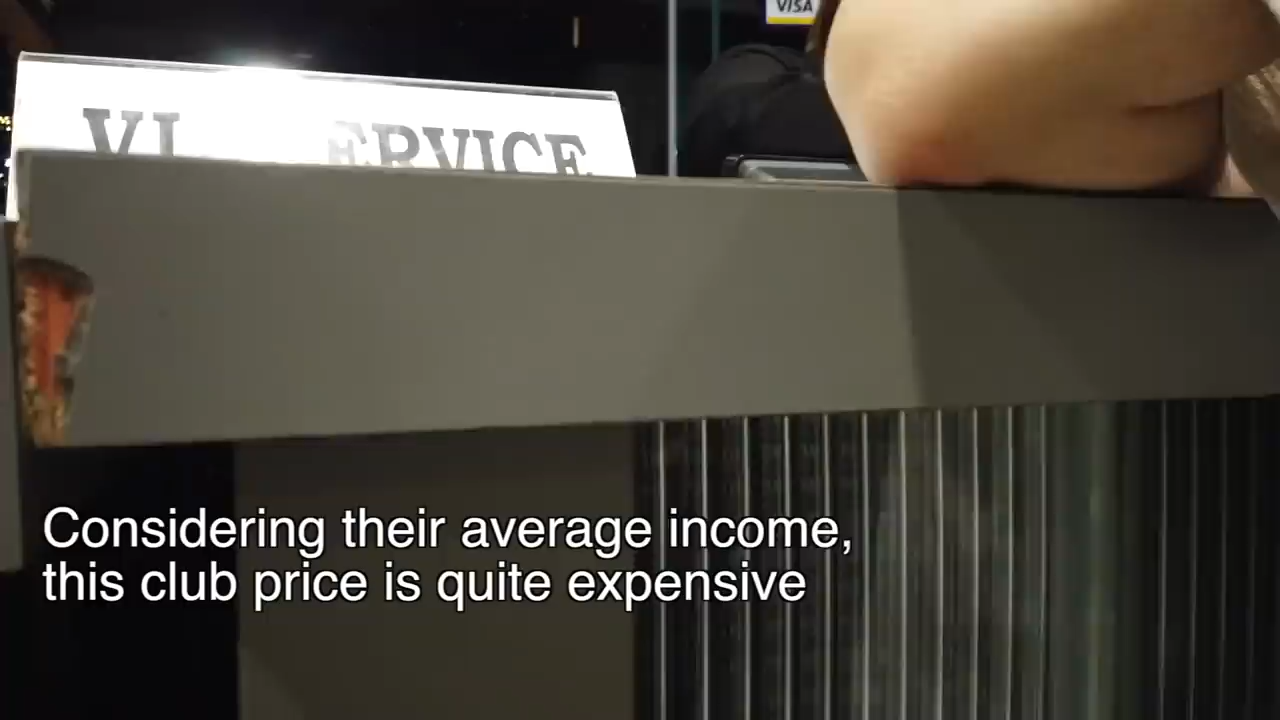 VISA
Considering their average income,
this club price is quite expensive